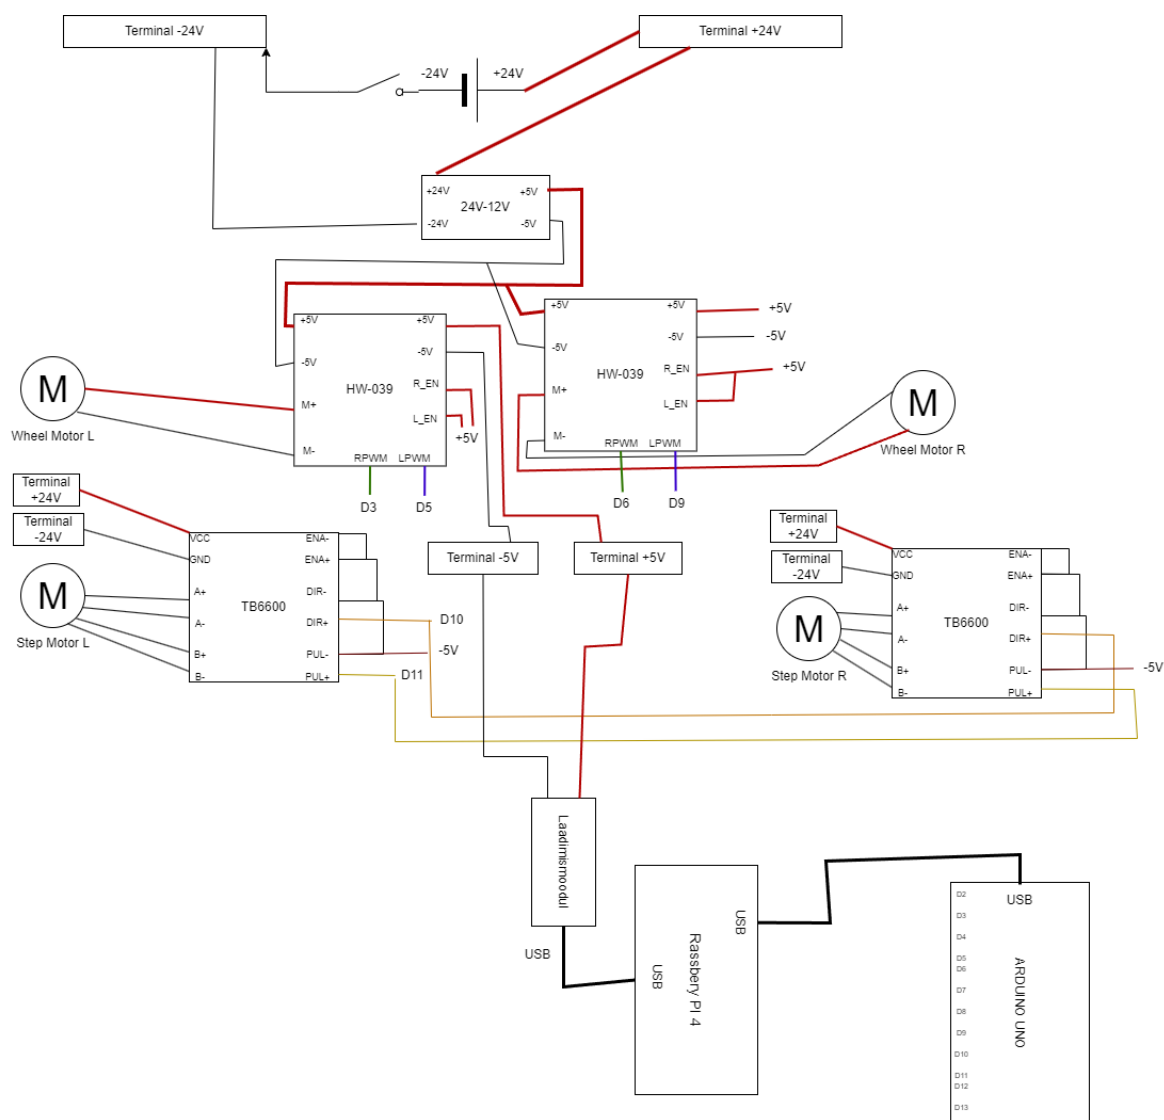 Terminal -24V
Terminal +24V
-24V
+24V
+24V
+5V
24V-12V
-24V
-5V
+5V
+5V
-5V
HW-039
R_EN
M+
L_EN
+5V
M-
RPWM
LPWM
D3
D5
+5V
+5V
+5V
-5V
-5V
-5V
HW-039
R_EN
+5V
M+
L_EN
M-
RPWM
LPWM
D6
D9
M
Wheel Motor L
M
Wheel Motor R
Terminal
+24V
Terminal
-24V
VCC
ENA-
GND
ENA+
A+
DIR-
TB6600
A-
DIR+
D10
B+
PUL-
-5V
B-
PUL+
D11
M
Step Motor L
Terminal -5V
Terminal +5V
Terminal
+24V
Terminal
-24V
VCC
ENA-
GND
ENA+
A+
DIR-
TB6600
A-
DIR+
B+
PUL-
-5V
B-
PUL+
M
Step Motor R
Laadimismoodul
USB
USB
Rassbery PI 4
USB
USB
ARDUINO UNO
D2
D3
D4
D5
D6
D7
D8
D9
D10
D11
D12
D13